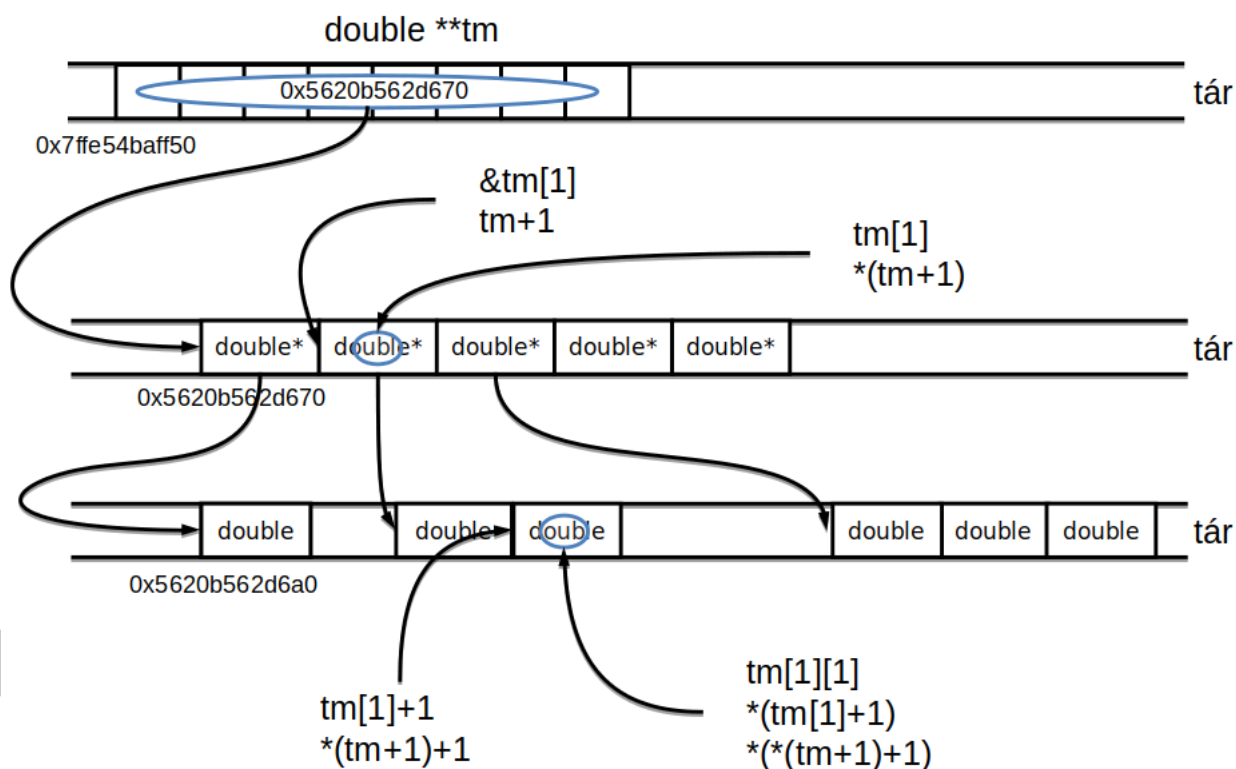 double **tm
0x5620b562d670
tár
0x7ffe54baff50
&tm[1]
tm+1
tm[1]
*(tm+1)
double* double* double* double* double*
tár
0x5620b562d670
double double double double double double
tár
0x5620b562d6a0
tm[1]+1
*(tm+1)+1
tm[1][1]
*(tm[1]+1)
*(*(tm+1)+1)